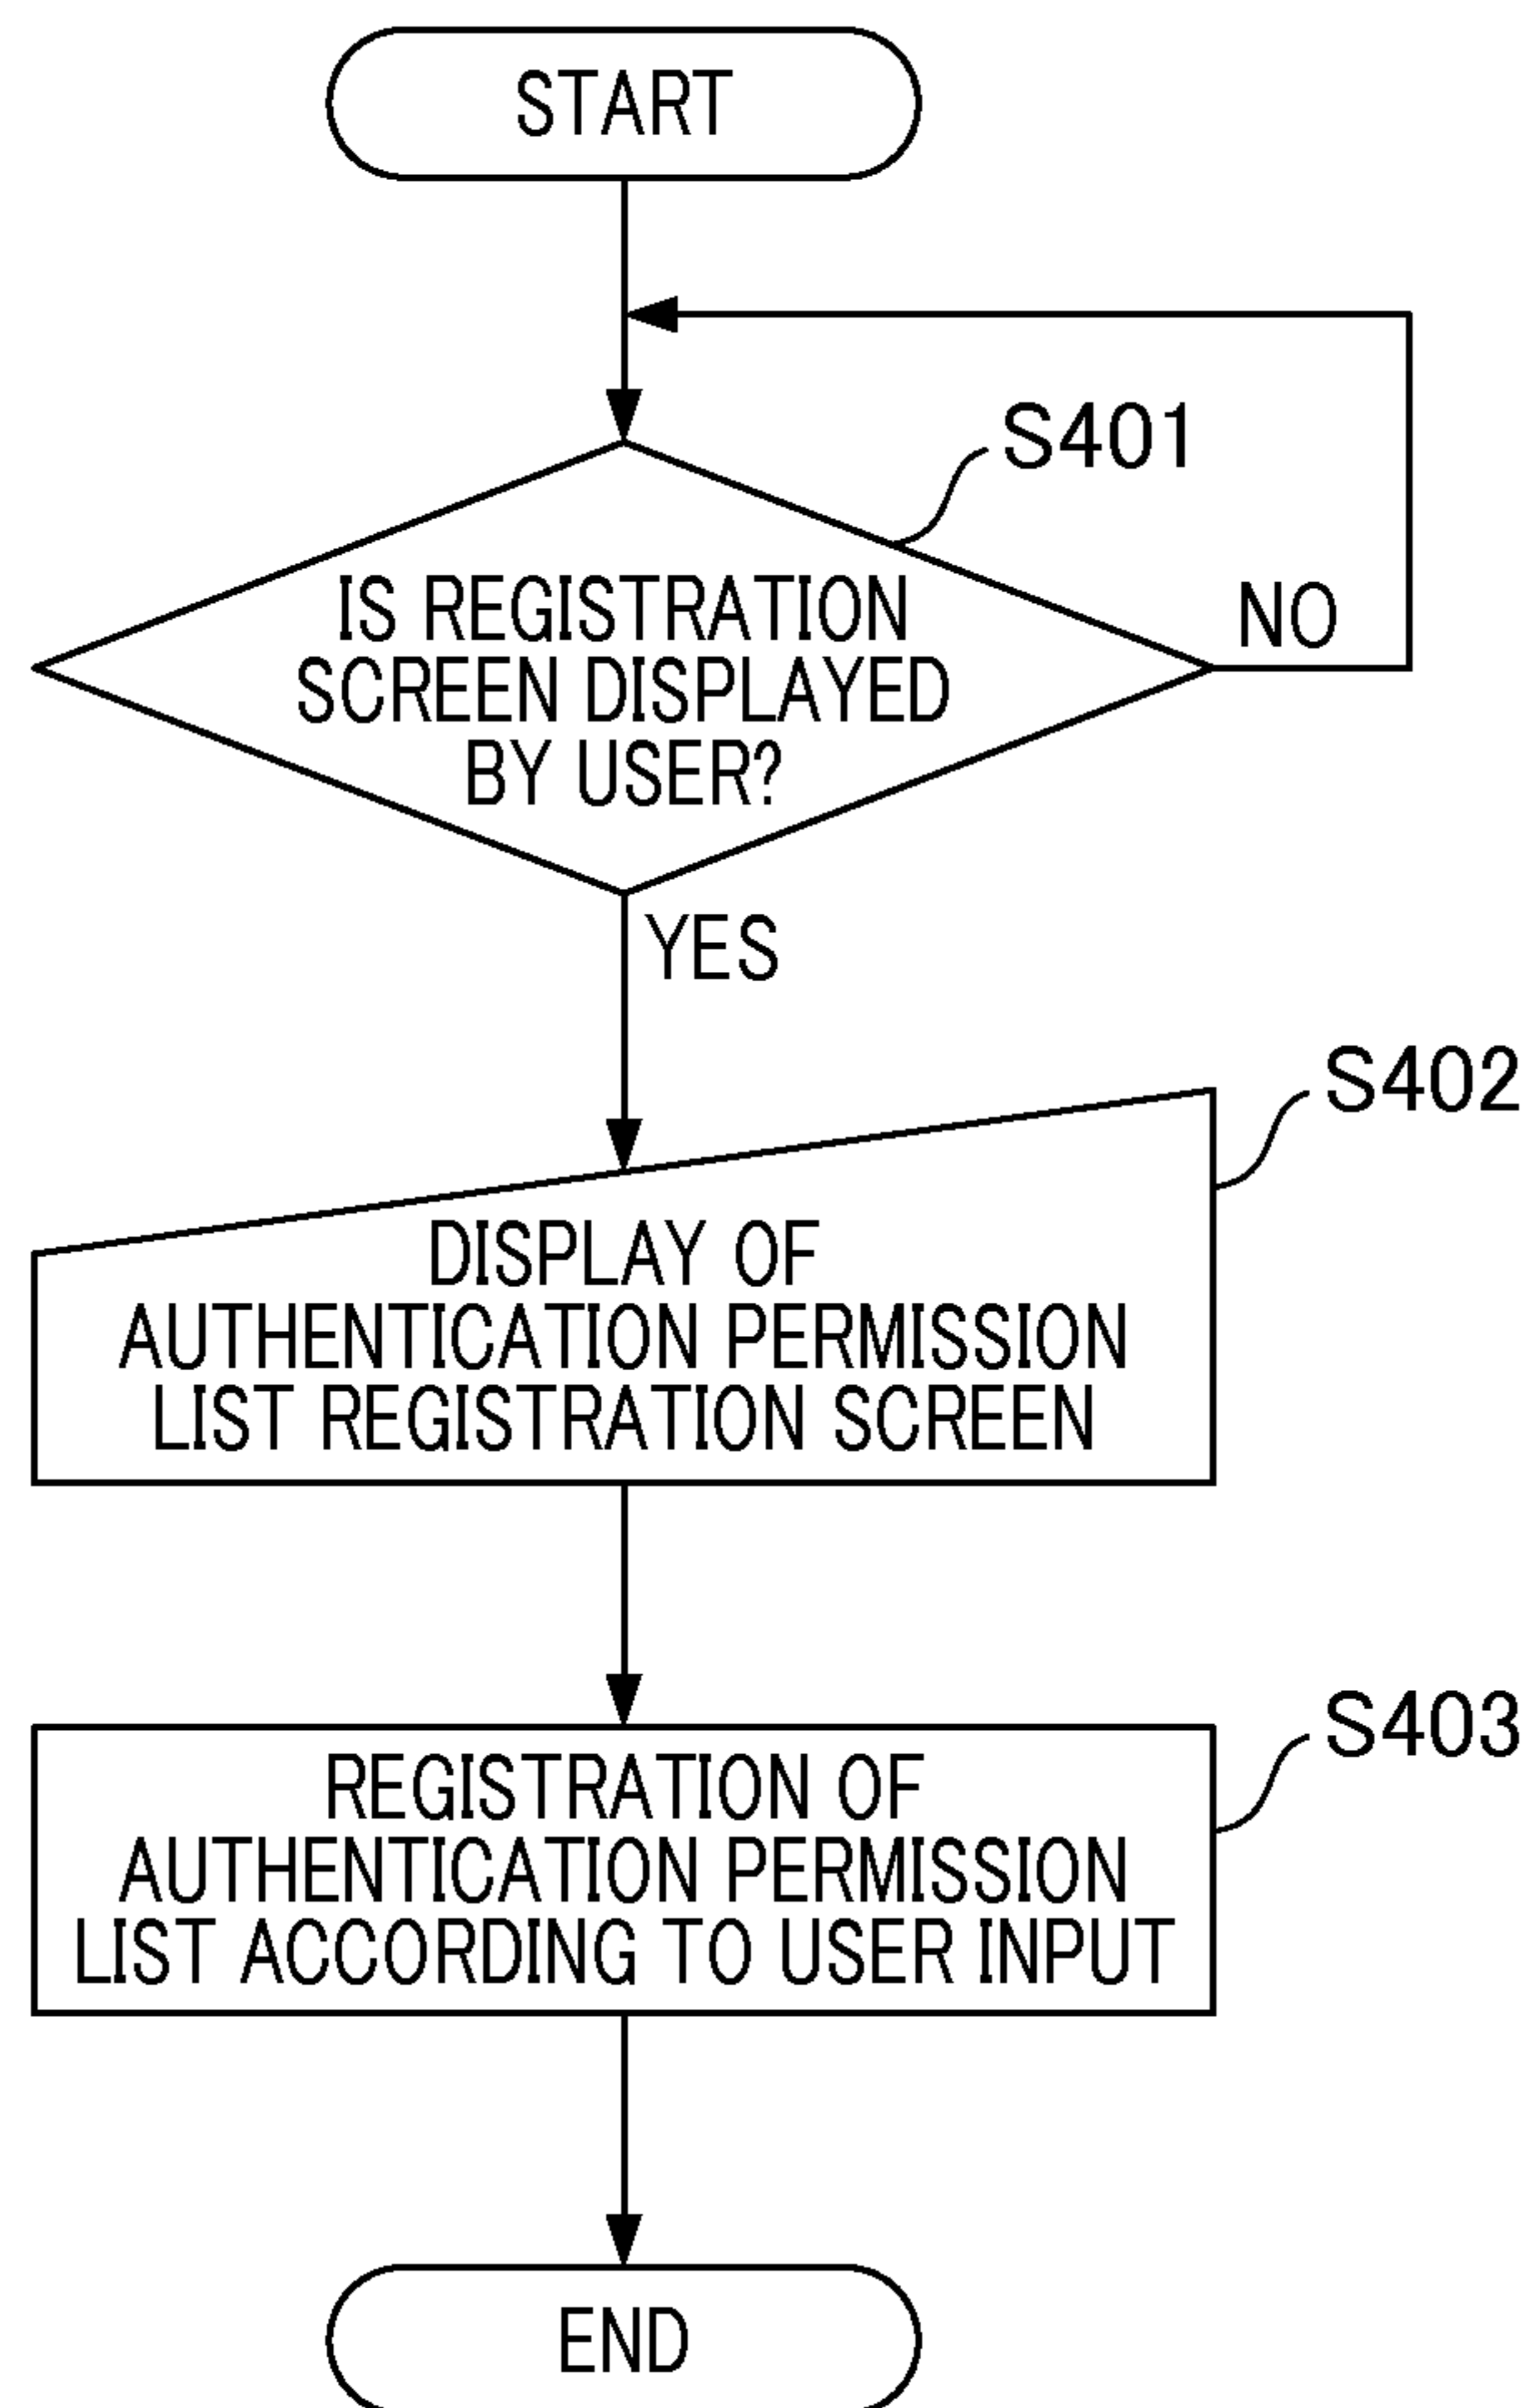 START
S401
IS REGISTRATION
SCREEN DISPLAYED
BY USER?
NO
YES
S402
DISPLAY OF
AUTHENTICATION PERMISSION
LIST REGISTRATION SCREEN
S403
REGISTRATION OF
AUTHENTICATION PERMISSION
LIST ACCORDING TO USER INPUT
END